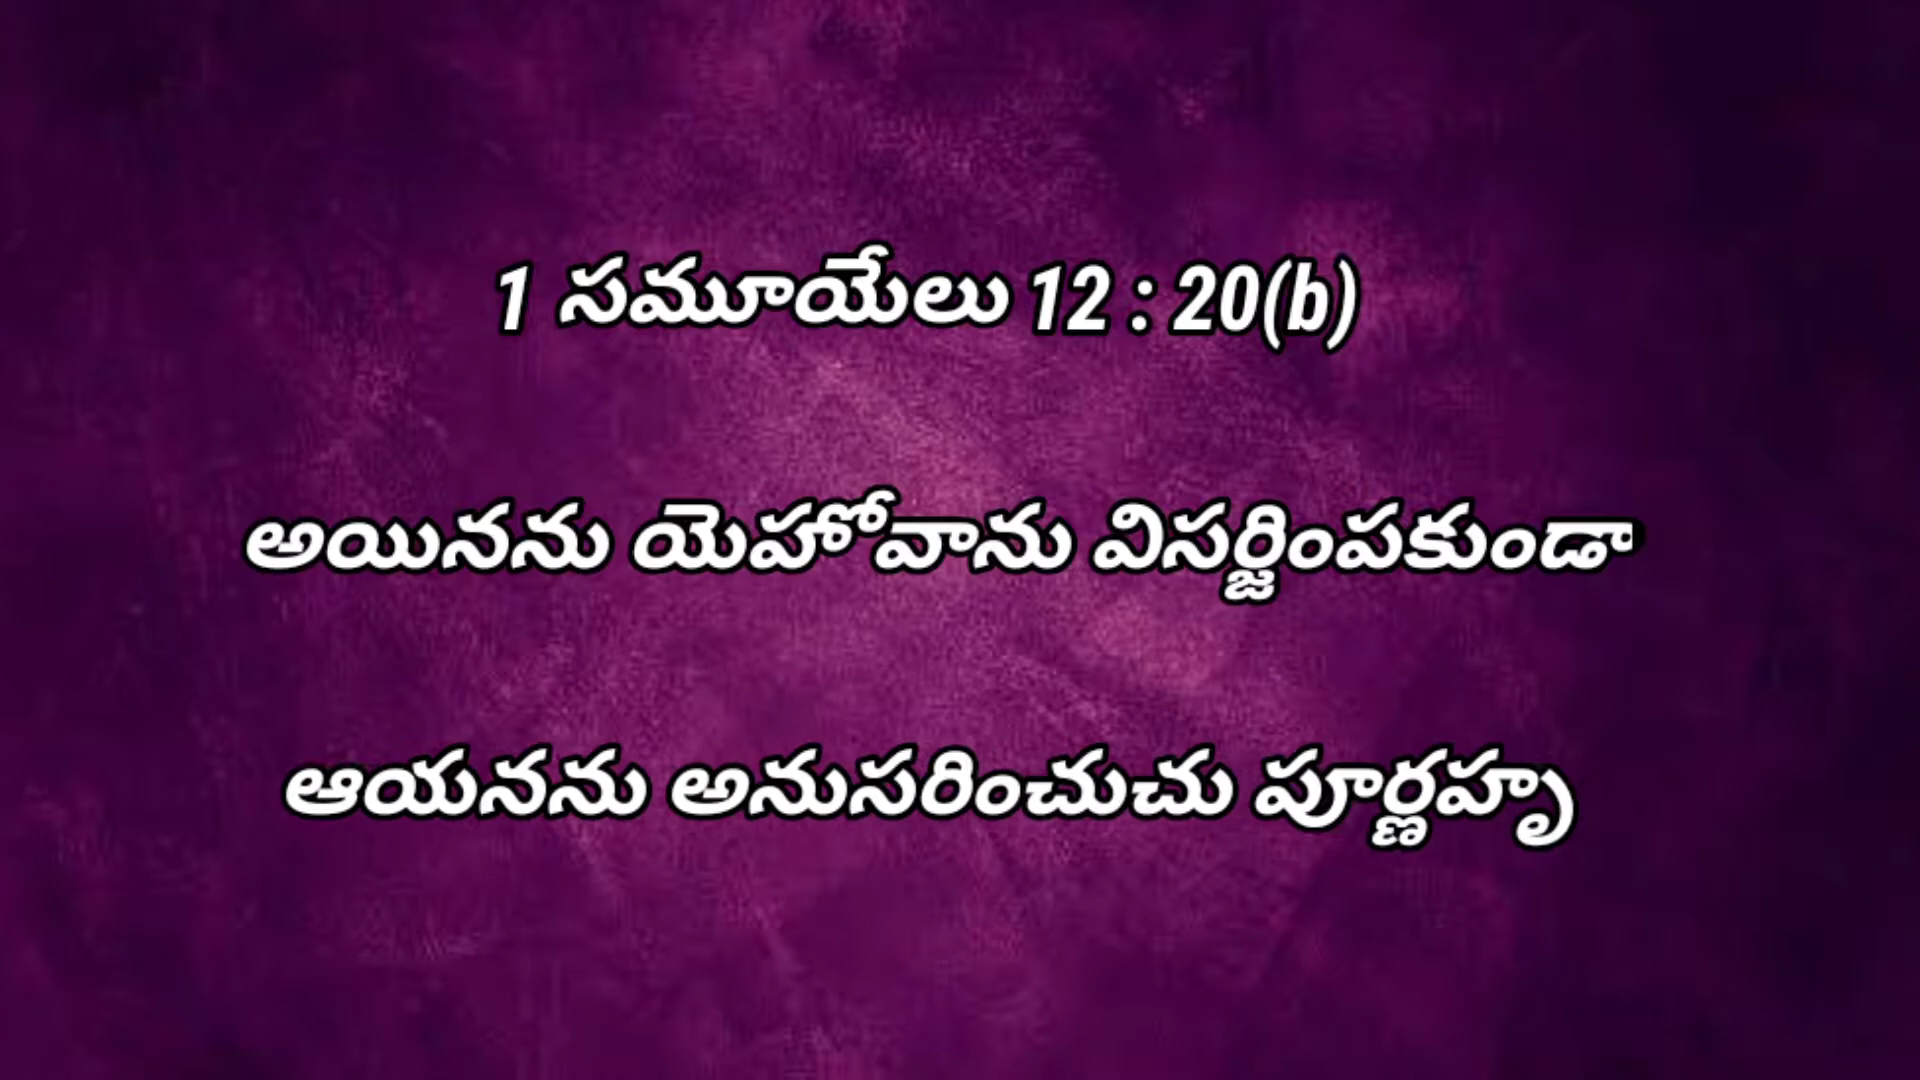 1 సమూయేలు 12 : 20(b)
అయినను యెహోవాను విసర్జింపకుండా
ఆయనను అనుసరించుచు పూర్ణహృ